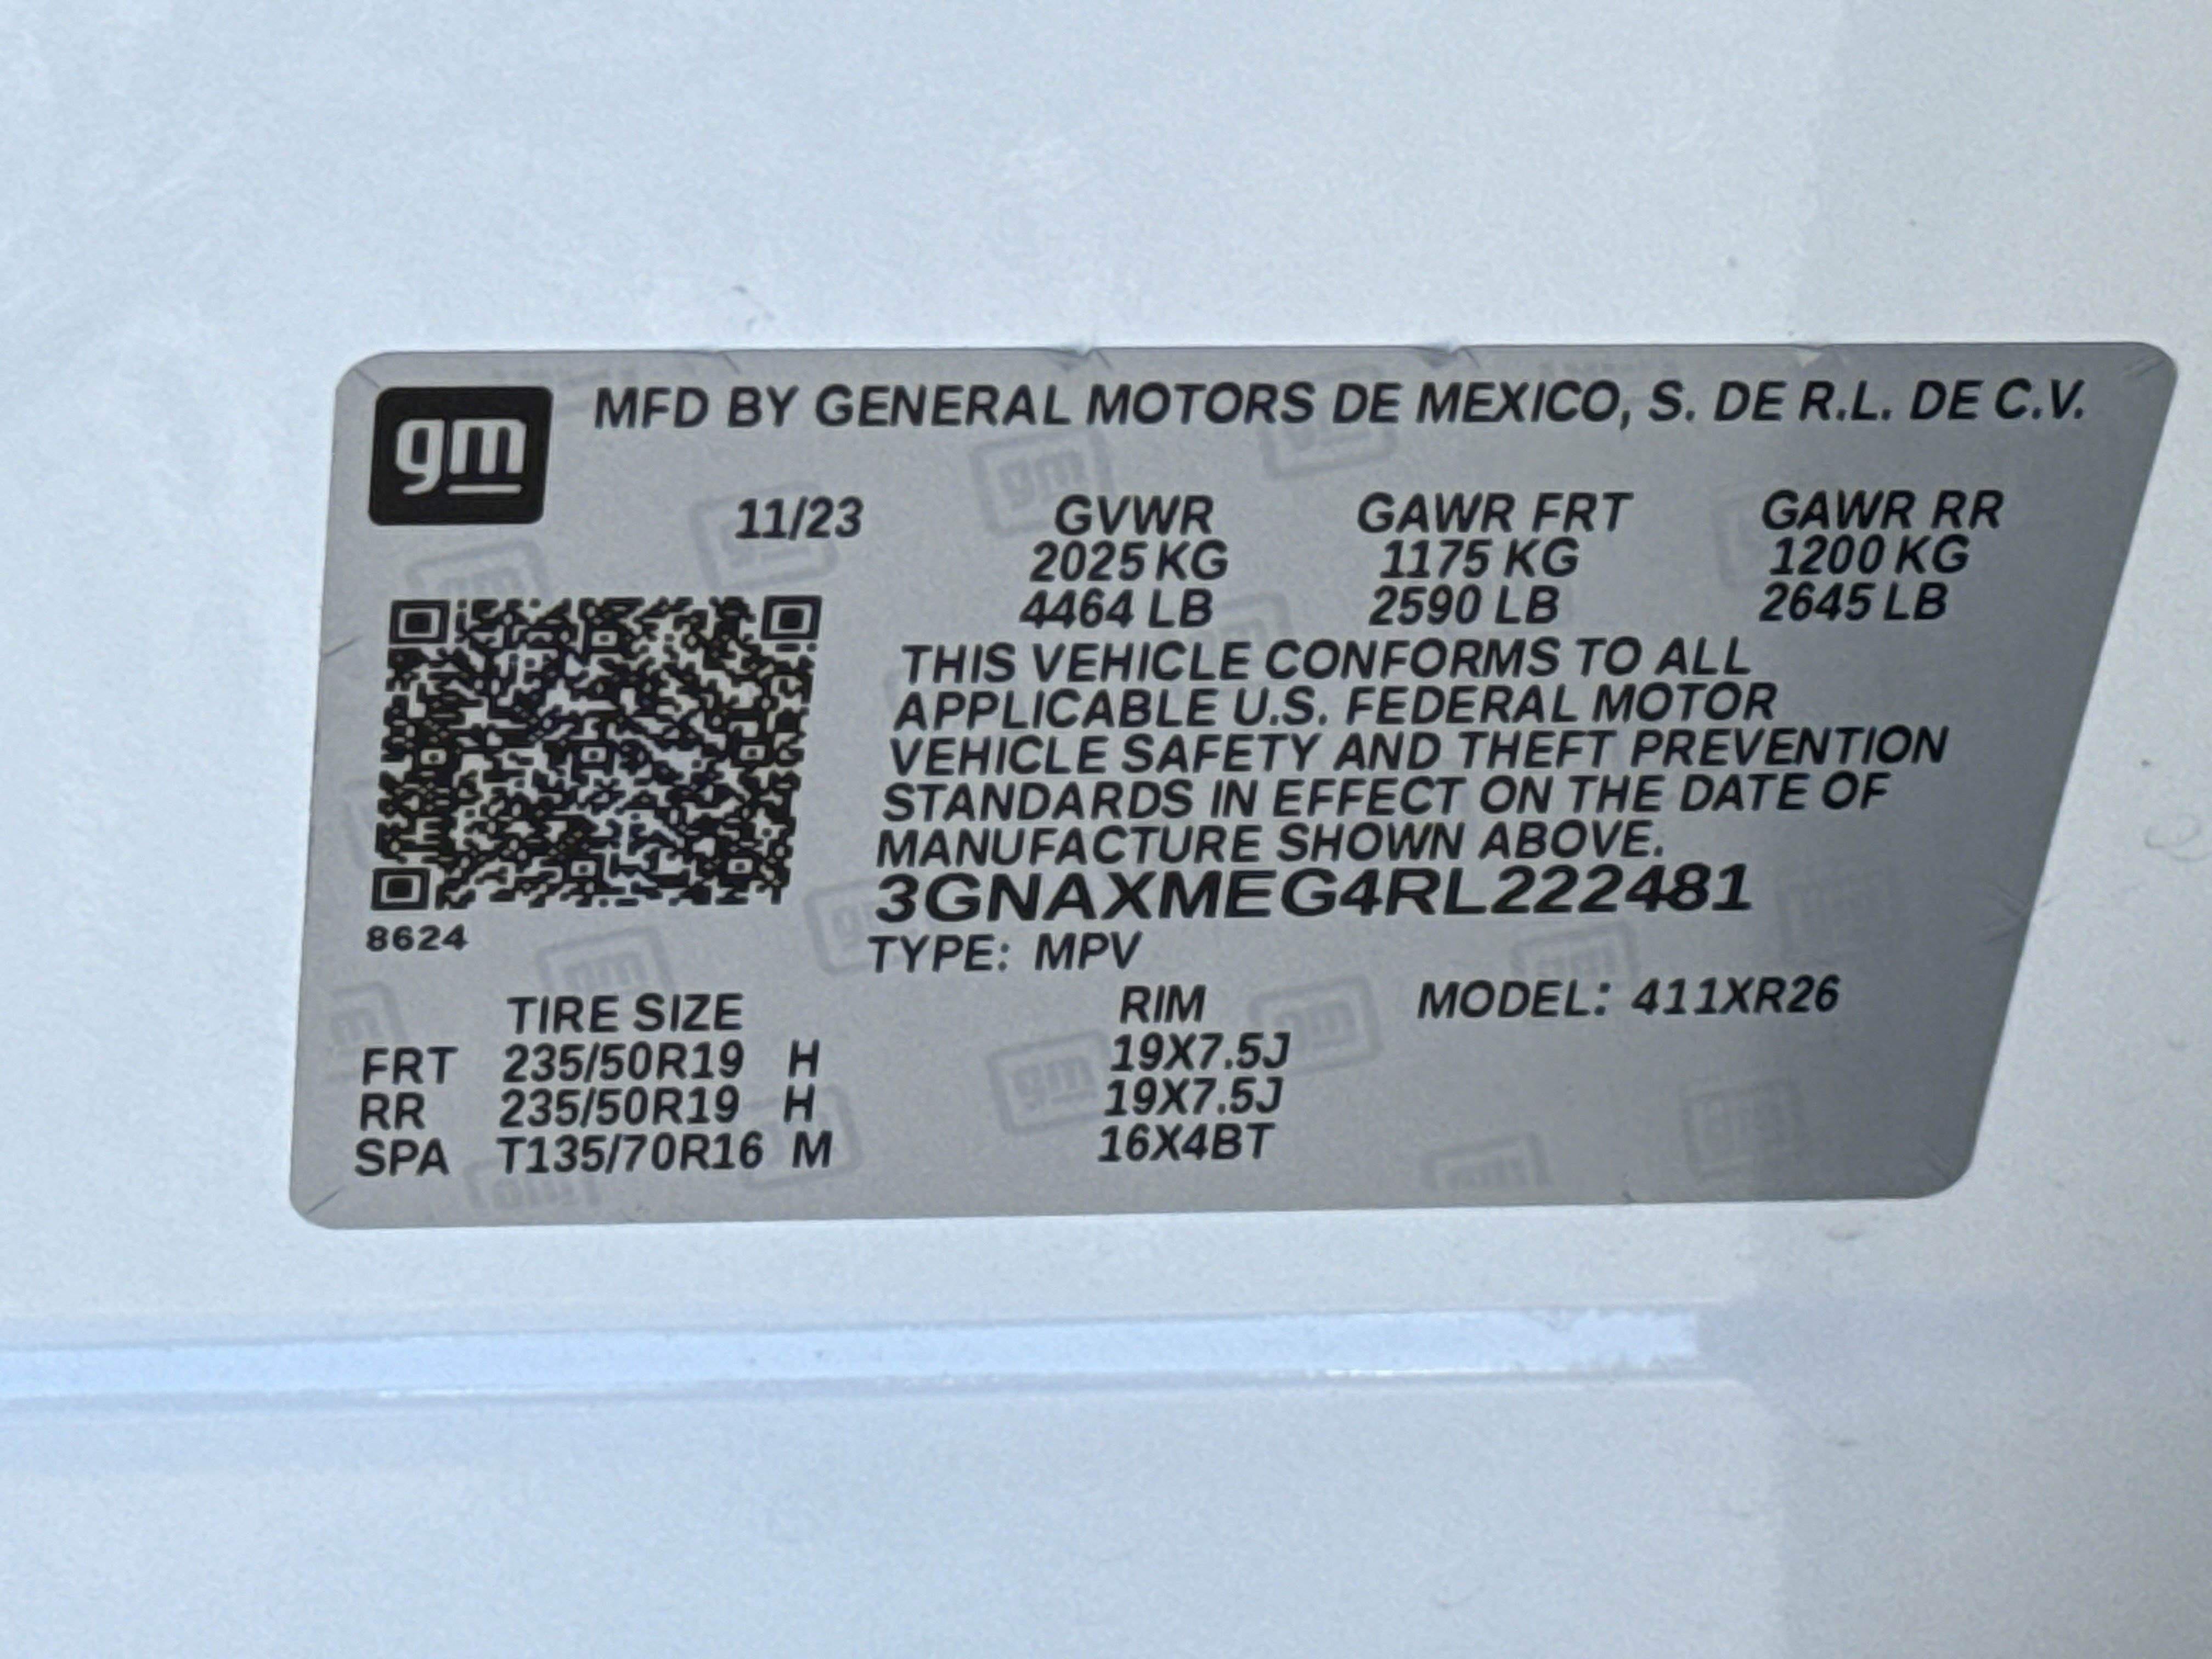 gm MFD BY GENERAL MOTORS DE MEXICO, S. DE R.L. DE C.V.
11/23 GVWR GAWR FRT GAWR RR
2025 KG 1175 KG 1200 KG
4464 LB 2590 LB 2645 LB
THIS VEHICLE CONFORMS TO ALL
APPLICABLE U.S. FEDERAL MOTOR
VEHICLE SAFETY AND THEFT PREVENTION
STANDARDS IN EFFECT ON THE DATE OF
MANUFACTURE SHOWN ABOVE.
3GNAXMEG4RL222481
8624
TYPE: MPV
TIRE SIZE RIM MODEL: 411XR26
FRT 235/50R19 H 19X7.5J
RR 235/50R19 H 19X7.5J
SPA T135/70R16 M 16X4BT